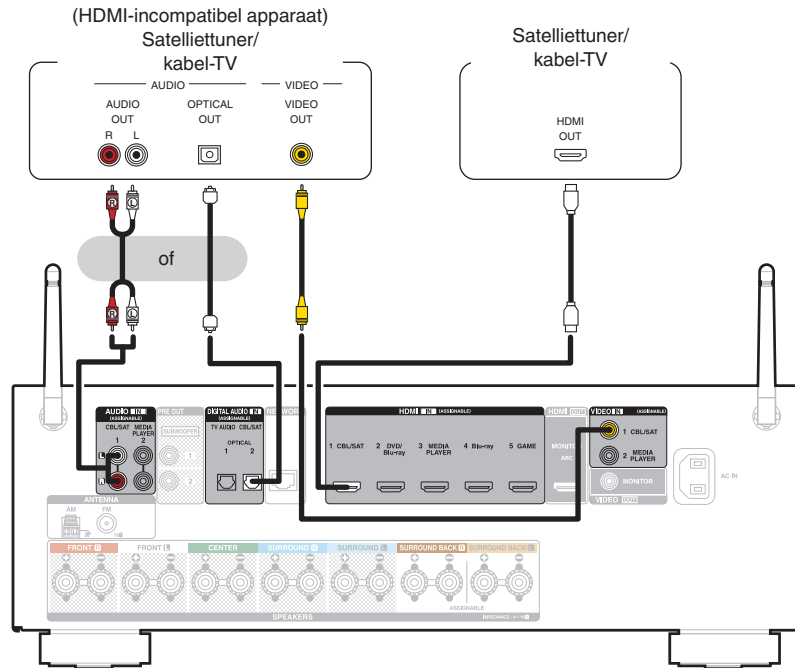 (HDMI-incompatibel apparaat)
Satelliettuner/
kabel-TV
AUDIO
VIDEO
AUDIO
OUT
OPTICAL
OUT
VIDEO
OUT
R L
Satelliettuner/
kabel-TV
HDMI
OUT
R L
of
R L
AUDIO IN
(ASSIGNABLE)
CBL/SAT
1
MEDIA
PLAYER
2
L
R
PRE OUT
SUBWOOFER
1
2
DIGITAL AUDIO IN
(ASSIGNABLE)
TV AUDIO CBL/SAT
OPTICAL
1 2
NETWORK
HDMI IN (ASSIGNABLE)
1 CBL/SAT
2 DVD/
Blu-ray
3 MEDIA
PLAYER
4 Blu-ray
5 GAME
HDMI OUT
MONITOR
ARC
VIDEO IN (ASSIGNABLE)
1 CBL/SAT
2 MEDIA
PLAYER
MONITOR
VIDEO OUT
AC IN
ANTENNA
AM FM
75Ω
FRONT R
FRONT L
CENTER
SURROUND R
SURROUND L
SURROUND BACK R
SURROUND BACK L
ASSIGNABLE
SPEAKERS
IMPEDANCE : 4~16Ω